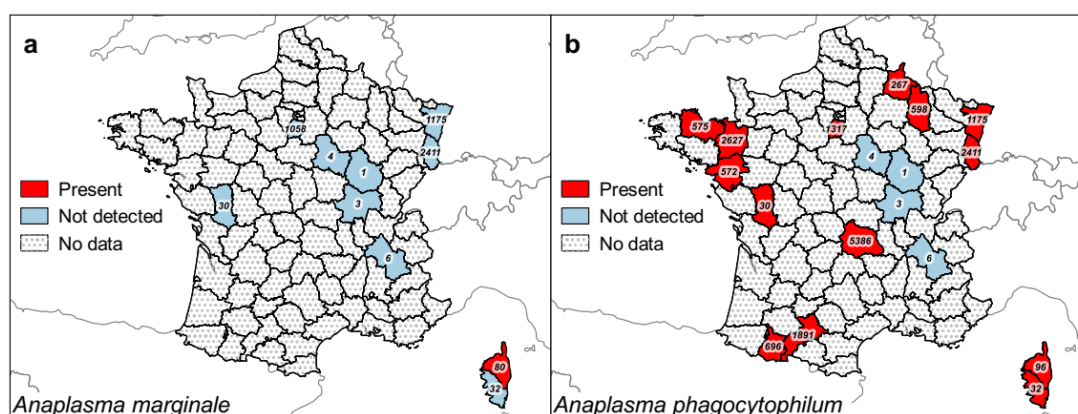 a
1175
1058
2411
4
1
30
3
6
80
32
Present
Not detected
No data
Anaplasma marginale
b
267
598
1175
575
1317
2627
2411
4
572
1
30
3
5386
6
1891
696
96
32
Present
Not detected
No data
Anaplasma phagocytophilum